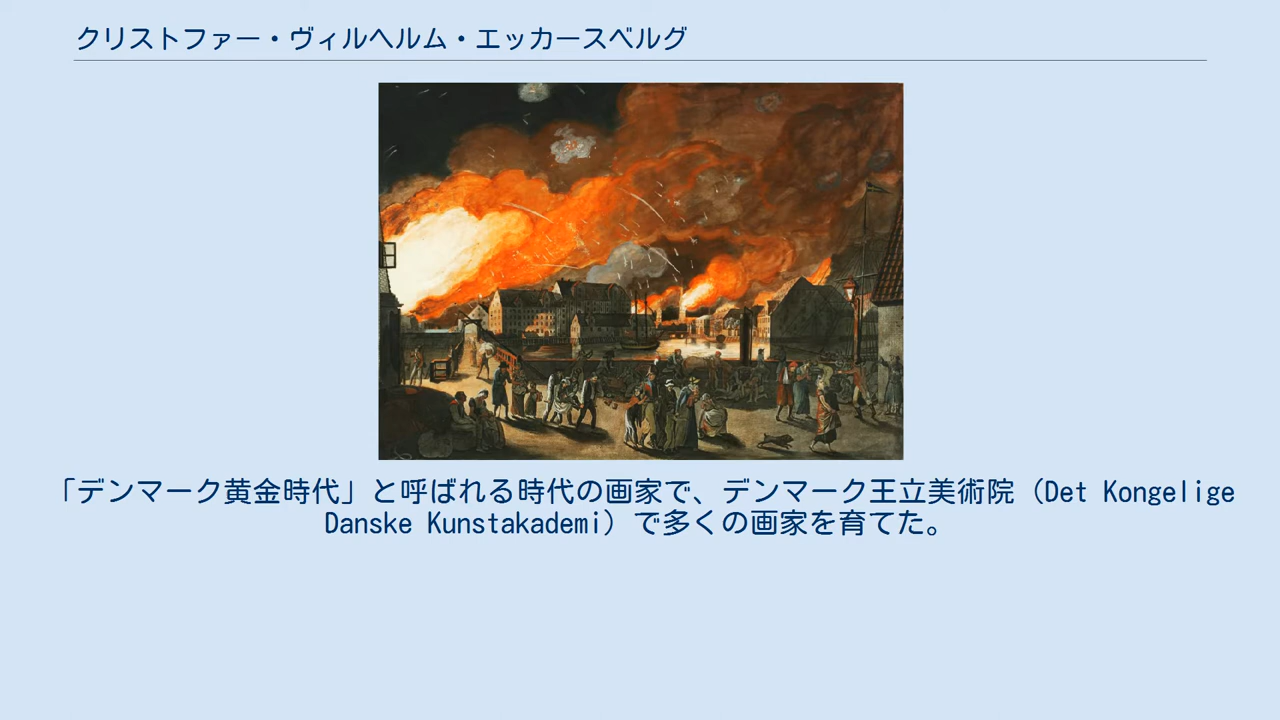 クリストファー・ヴィルヘルム・エッカースベルグ
「デンマーク黄金時代」と呼ばれる時代の画家で、デンマーク王立美術院（Det Kongelige
Danske Kunstakademi）で多くの画家を育てた。